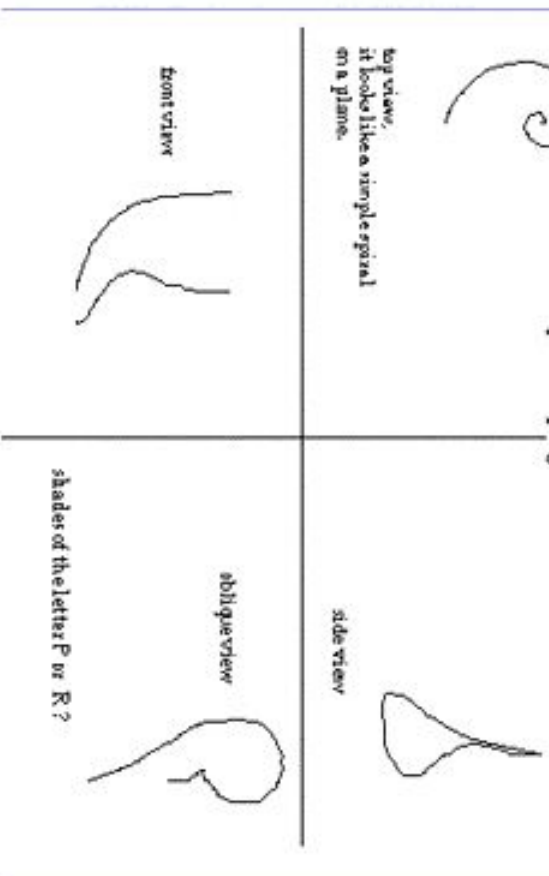 top view,
it looks like a simple spiral
on a plane.
side view
front view
oblique view
shades of the letter P or R ?